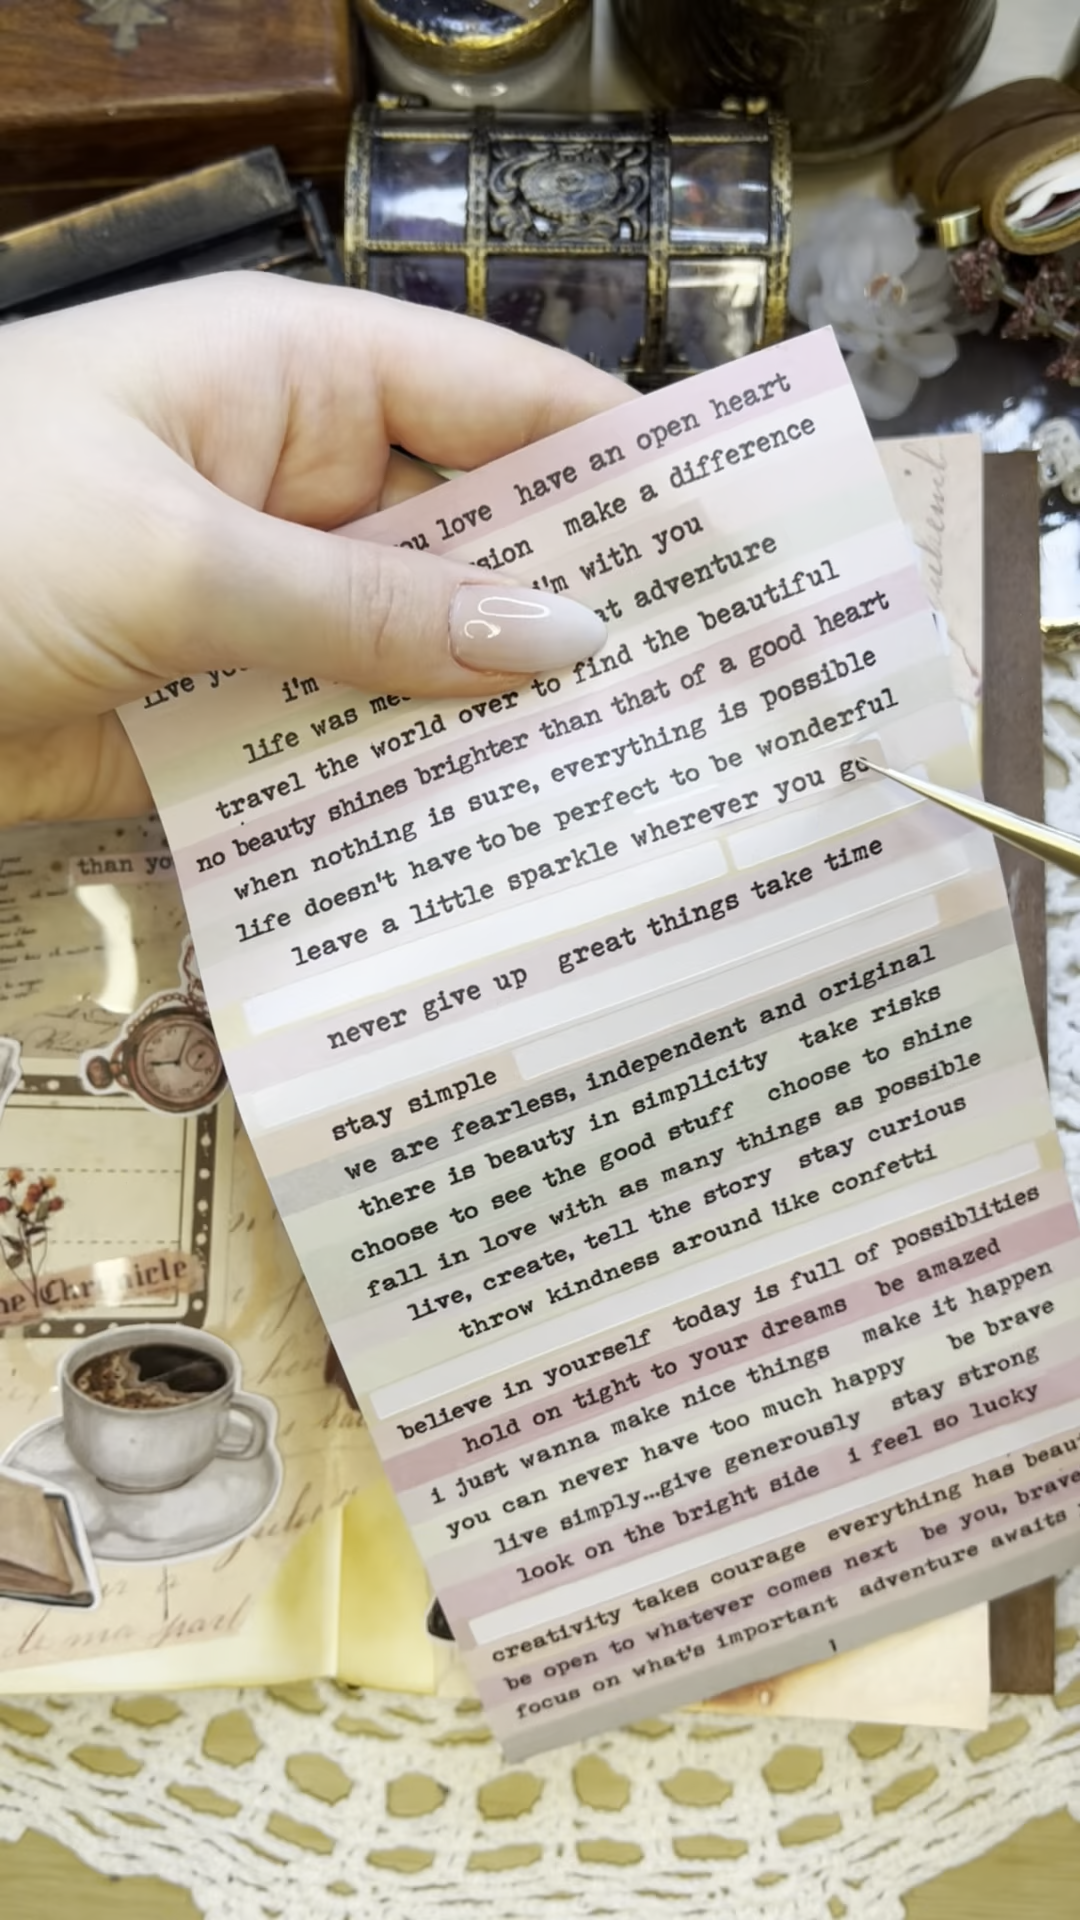 you love have an open heart
make a difference
i'm with you
adventure
live
i'm
life was
travel the world over to find the beautiful
no beauty shines brighter than that of a good heart
when nothing is sure, everything is possible
life doesn't have to be perfect to be wonderful
leave a little sparkle wherever you go
never give up great things take time
stay simple
we are fearless, independent and original
there is beauty in simplicity take risks
choose to see the good stuff choose to shine
fall in love with as many things as possible
live, create, tell the story stay curious
throw kindness around like confetti
believe in yourself today is full of possiblities
hold on tight to your dreams be amazed
i just wanna make nice things make it happen
you can never have too much happy be brave
live simply...give generously stay strong
look on the bright side i feel so lucky
creativity takes courage everything has
be open to whatever comes next be you,
focus on what's important adventure awaits
than
Chronicle